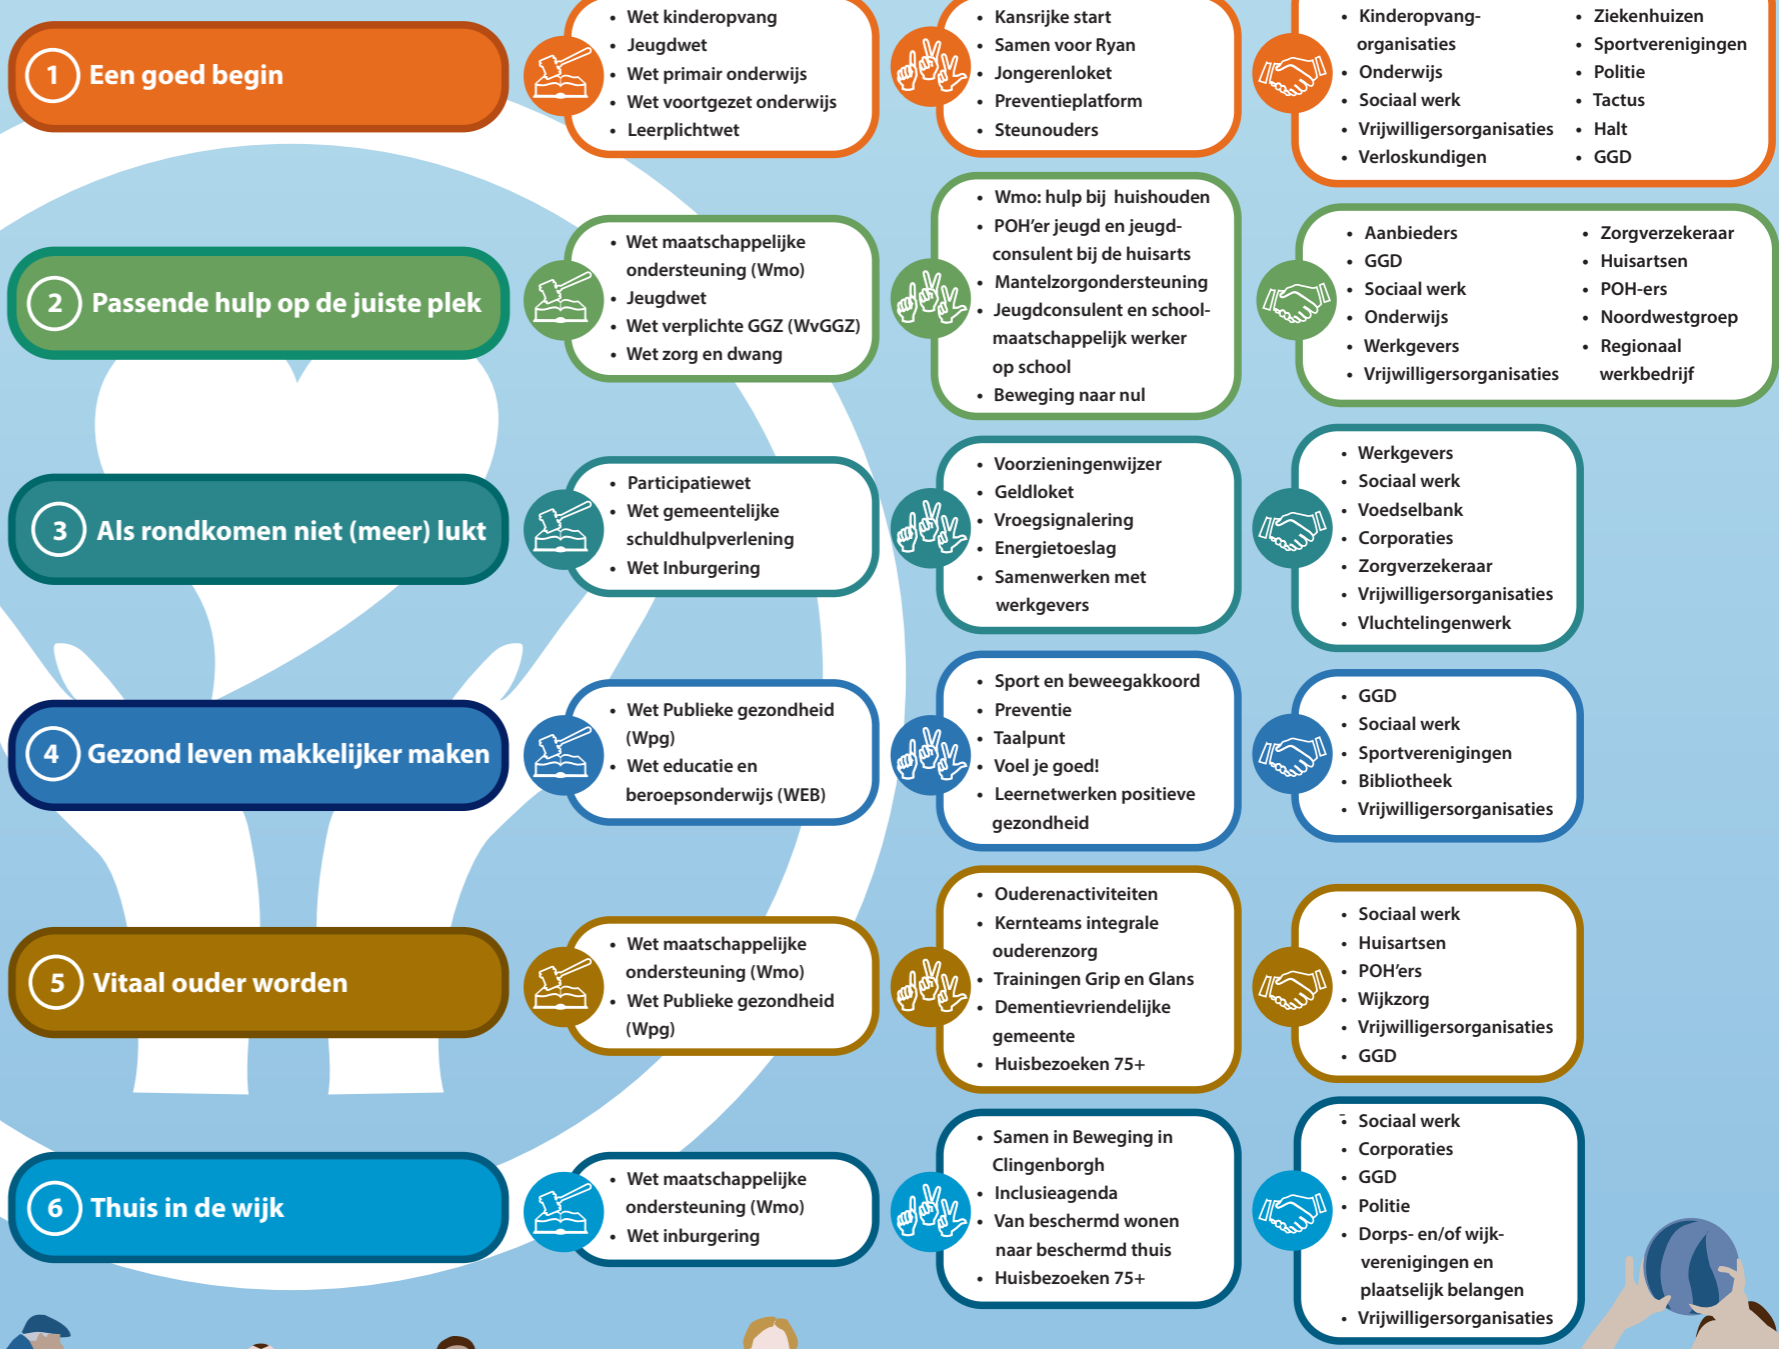 1 Een goed begin
• Wet kinderopvang
• Jeugdwet
• Wet primair onderwijs
• Wet voortgezet onderwijs
• Leerplichtwet
• Kansrijke start
• Samen voor Ryan
• Jongerenloket
• Preventieplatform
• Steunouders
• Kinderopvang-
organisaties
• Onderwijs
• Sociaal werk
• Vrijwilligersorganisaties
• Verloskundigen
• Ziekenhuizen
• Sportverenigingen
• Politie
• Tactus
• Halt
• GGD
2 Passende hulp op de juiste plek
• Wet maatschappelijke
ondersteuning (Wmo)
• Jeugdwet
• Wet verplichte GGZ (WvGGZ)
• Wet zorg en dwang
• Wmo: hulp bij huishouden
• POH'er jeugd en jeugd-
consulent bij de huisarts
• Mantelzorgondersteuning
• Jeugdconsulent en school-
maatschappelijk werker
op school
• Beweging naar nul
• Aanbieders
• GGD
• Sociaal werk
• Onderwijs
• Werkgevers
• Vrijwilligersorganisaties
• Zorgverzekeraar
• Huisartsen
• POH-ers
• Noordwestgroep
• Regionaal
werkbedrijf
3 Als rondkomen niet (meer) lukt
• Participatiewet
• Wet gemeentelijke
schuldhulpverlening
• Wet Inburgering
• Voorzieningenwijzer
• Geldloket
• Vroegsignalering
• Energietoeslag
• Samenwerken met
werkgevers
• Werkgevers
• Sociaal werk
• Voedselbank
• Corporaties
• Zorgverzekeraar
• Vrijwilligersorganisaties
• Vluchtelingenwerk
4 Gezond leven makkelijker maken
• Wet Publieke gezondheid
(Wpg)
• Wet educatie en
beroepsonderwijs (WEB)
• Sport en beweegakkoord
• Preventie
• Taalpunt
• Voel je goed!
• Leernetwerken positieve
gezondheid
• GGD
• Sociaal werk
• Sportverenigingen
• Bibliotheek
• Vrijwilligersorganisaties
5 Vitaal ouder worden
• Wet maatschappelijke
ondersteuning (Wmo)
• Wet Publieke gezondheid
(Wpg)
• Ouderenactiviteiten
• Kernteams integrale
ouderenzorg
• Trainingen Grip en Glans
• Dementievriendelijke
gemeente
• Huisbezoeken 75+
• Sociaal werk
• Huisartsen
• POH'ers
• Wijkzorg
• Vrijwilligersorganisaties
• GGD
6 Thuis in de wijk
• Wet maatschappelijke
ondersteuning (Wmo)
• Wet inburgering
• Samen in Beweging in
Clingenborgh
• Inclusieagenda
• Van beschermd wonen
naar beschermd thuis
• Huisbezoeken 75+
• Sociaal werk
• Corporaties
• GGD
• Politie
• Dorps- en/of wijk-
verenigingen en
plaatselijk belangen
• Vrijwilligersorganisaties